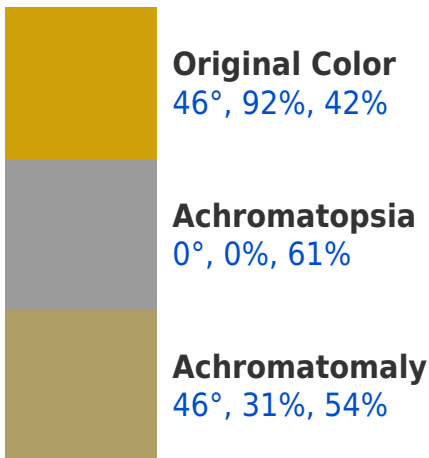 Original Color
46°, 92%, 42%
Achromatopsia
0°, 0%, 61%
Achromatomaly
46°, 31%, 54%